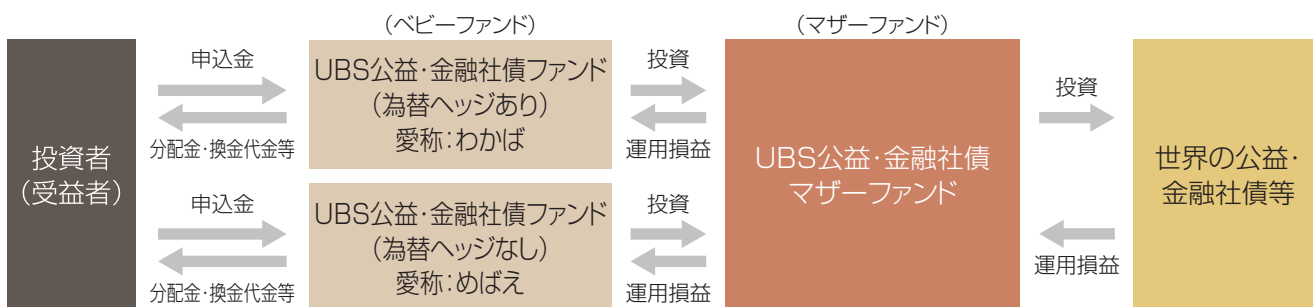 (ベビーファンド)
(マザーファンド)
投資者
(受益者)
申込金
分配金・換金代金等
UBS公益・金融社債ファンド
(為替ヘッジあり)
愛称:わかば
投資
運用損益
申込金
分配金・換金代金等
UBS公益・金融社債ファンド
(為替ヘッジなし)
愛称:めばえ
投資
運用損益
UBS公益・金融社債
マザーファンド
投資
運用損益
世界の公益・
金融社債等